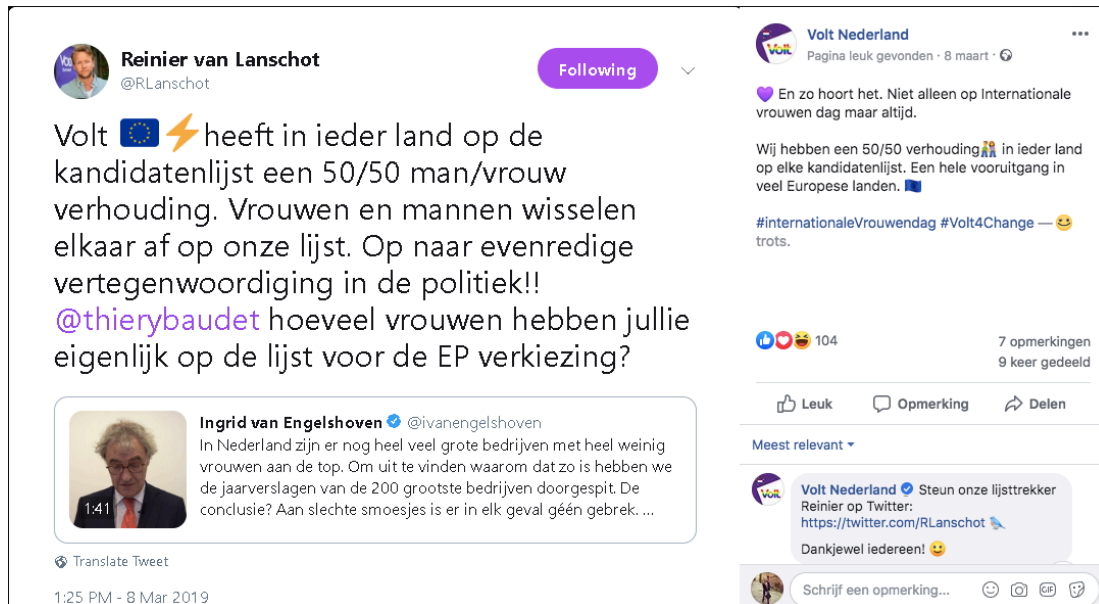 Reinier van Lanschot
@RLanschot
Following
Volt 🇪🇺⚡heeft in ieder land op de
kandidatenlijst een 50/50 man/vrouw
verhouding. Vrouwen en mannen wisselen
elkaar af op onze lijst. Op naar evenredige
vertegenwoordiging in de politiek!!
@thierybaudet hoeveel vrouwen hebben jullie
eigenlijk op de lijst voor de EP verkiezing?
Ingrid van Engelshoven @ivanengelshoven
In Nederland zijn er nog heel veel grote bedrijven met heel weinig
vrouwen aan de top. Om uit te vinden waarom dat zo is hebben we
de jaarverslagen van de 200 grootste bedrijven doorgespit. De
conclusie? Aan slechte smoesjes is er in elk geval géén gebrek. ...
1:41
Translate Tweet
1:25 PM - 8 Mar 2019
Volt
Volt Nederland
Pagina leuk gevonden · 8 maart ·
💜 En zo hoort het. Niet alleen op Internationale
vrouwen dag maar altijd.
Wij hebben een 50/50 verhouding👫 in ieder land
op elke kandidatenlijst. Een hele vooruitgang in
veel Europese landen. 🇪🇺
#internationaleVrouwendag #Volt4Change — 😀
trots.
104
7 opmerkingen
9 keer gedeeld
Leuk
Opmerking
Delen
Meest relevant
Volt
Volt Nederland Steun onze lijsttrekker
Reinier op Twitter:
https://twitter.com/RLanschot 🐦
Dankjewel iedereen! 😀
Schrijf een opmerking...
GIF